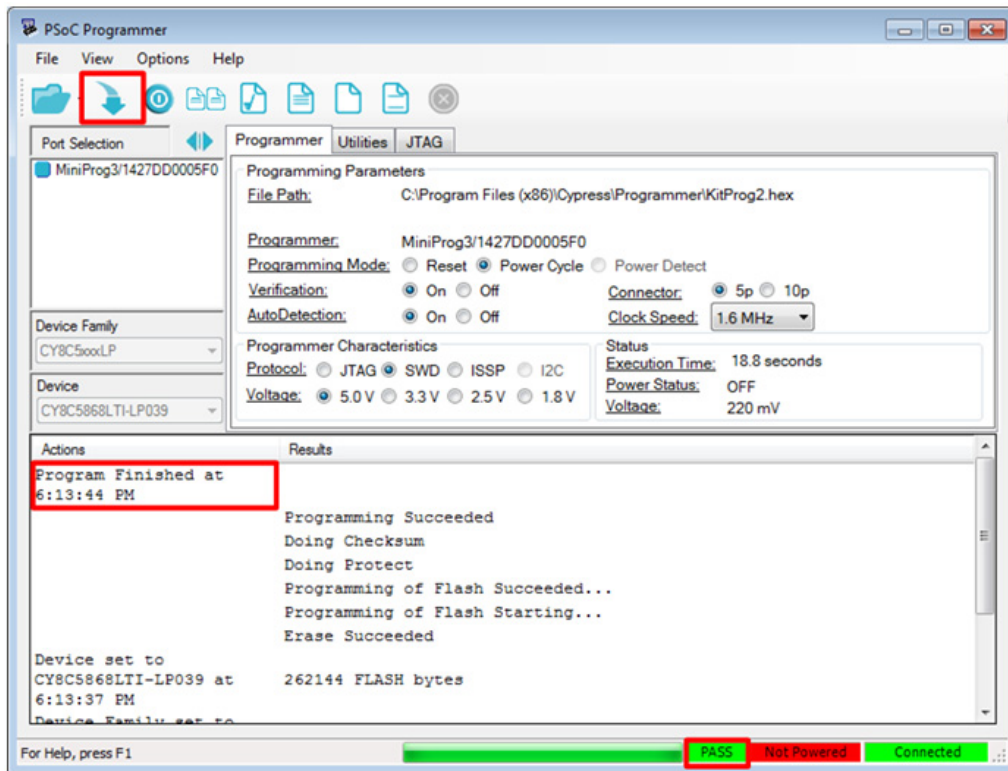 PSoC Programmer
File View Options Help
Port Selection
MiniProg3/1427DD0005F0
Device Family
CY8C5xxxLP
Device
CY8C5868LTI-LP039
Programmer Utilities JTAG
Programming Parameters
File Path: C:\Program Files (x86)\Cypress\Programmer\KitProg2.hex
Programmer: MiniProg3/1427DD0005F0
Programming Mode: Reset Power Cycle Power Detect
Verification: On Off Connector: 5p 10p
AutoDetection: On Off Clock Speed: 1.6 MHz
Programmer Characteristics
Protocol: JTAG SWD ISSP I2C
Voltage: 5.0 V 3.3 V 2.5 V 1.8 V
Status
Execution Time: 18.8 seconds
Power Status: OFF
Voltage: 220 mV
Actions Results
Program Finished at
6:13:44 PM
Programming Succeeded
Doing Checksum
Doing Protect
Programming of Flash Succeeded...
Programming of Flash Starting...
Erase Succeeded
Device set to
CY8C5868LTI-LP039 at 262144 FLASH bytes
6:13:37 PM
Device Family set to
For Help, press F1 PASS Not Powered Connected